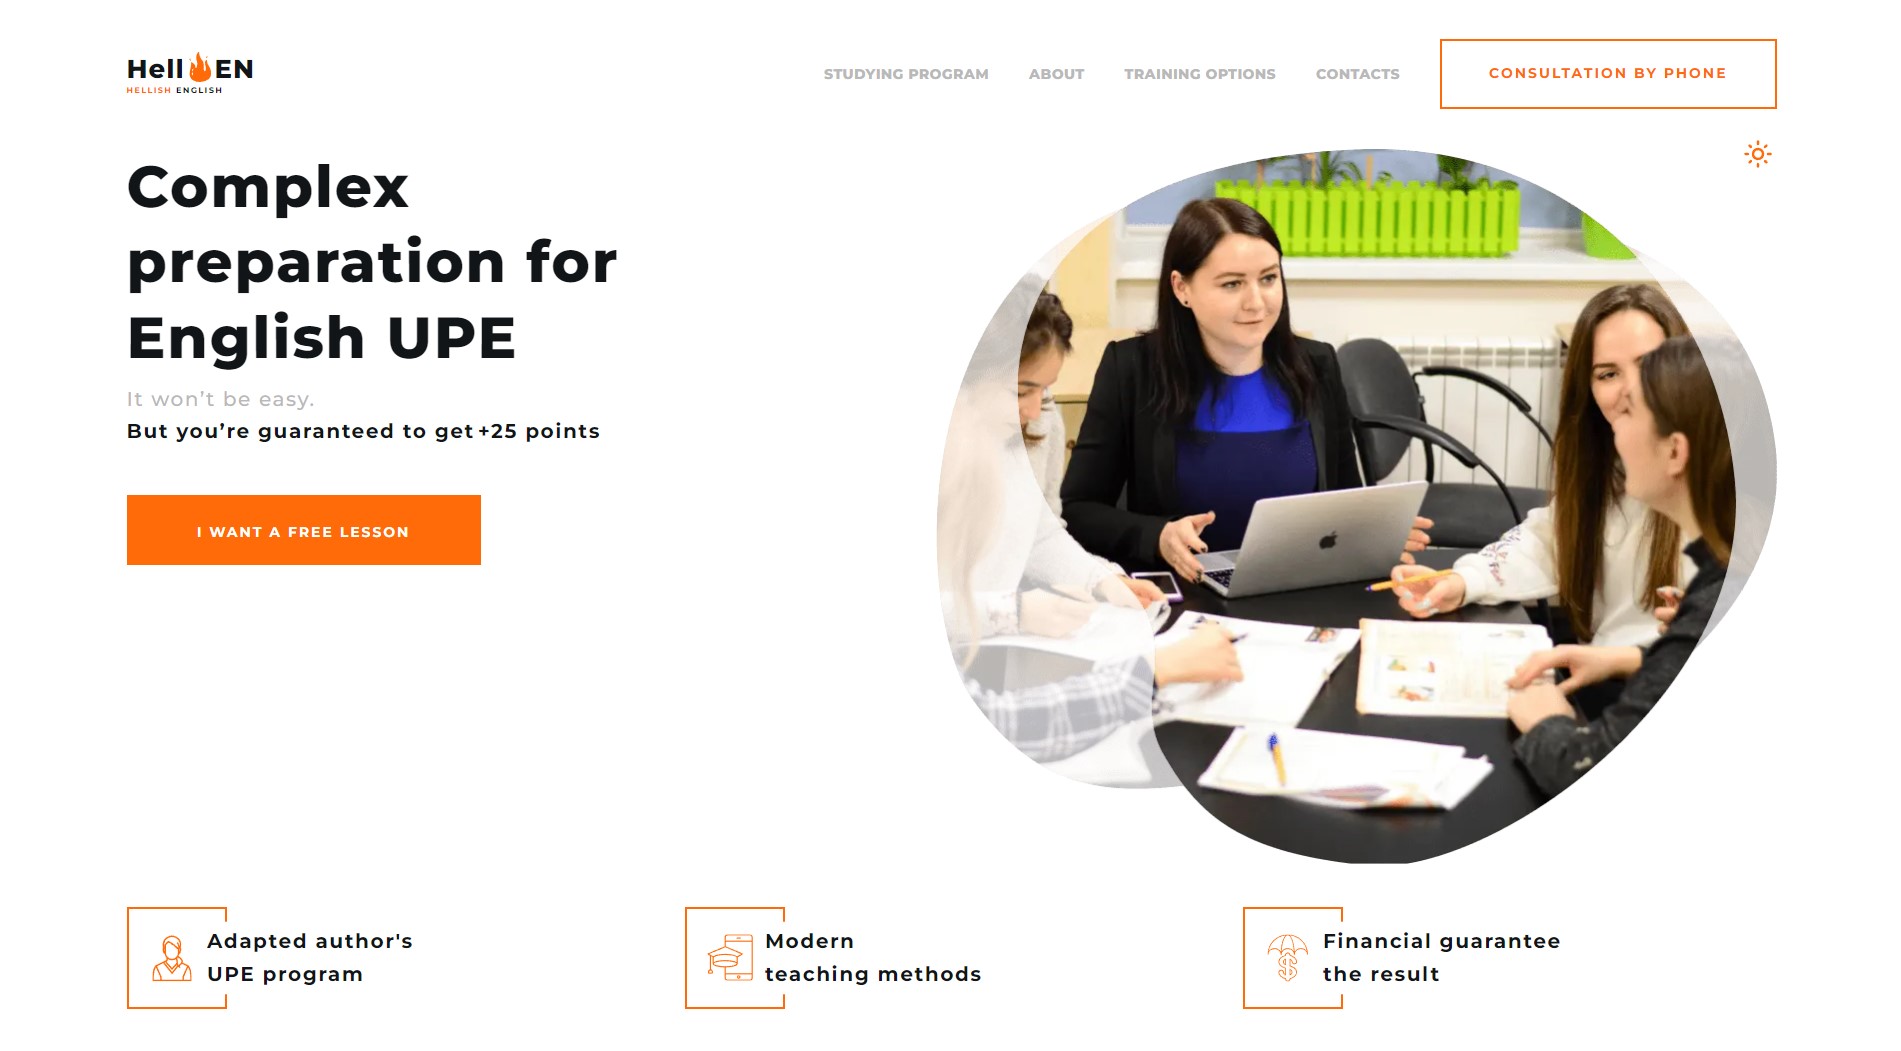 Hell EN
HELLISH ENGLISH
STUDYING PROGRAM
ABOUT
TRAINING OPTIONS
CONTACTS
CONSULTATION BY PHONE
Complex
preparation for
English UPE
It won’t be easy.
But you’re guaranteed to get +25 points
I WANT A FREE LESSON
Adapted author's
UPE program
Modern
teaching methods
Financial guarantee
the result